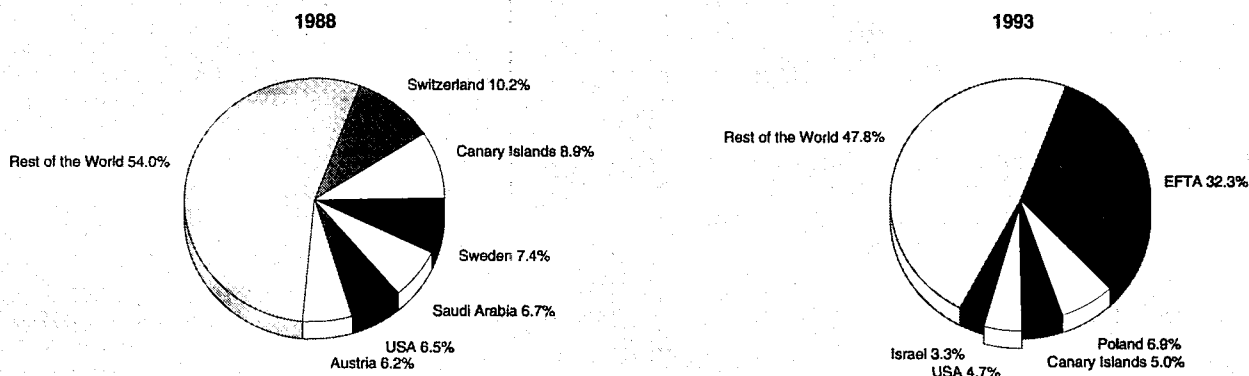 1988
Switzerland 10.2%
Canary Islands 8.9%
Rest of the World 54.0%
Sweden 7.4%
Saudi Arabia 6.7%
USA 6.5%
Austria 6.2%
1993
Rest of the World 47.8%
EFTA 32.3%
Poland 6.9%
Israel 3.3%
Canary Islands 5.0%
USA 4.7%